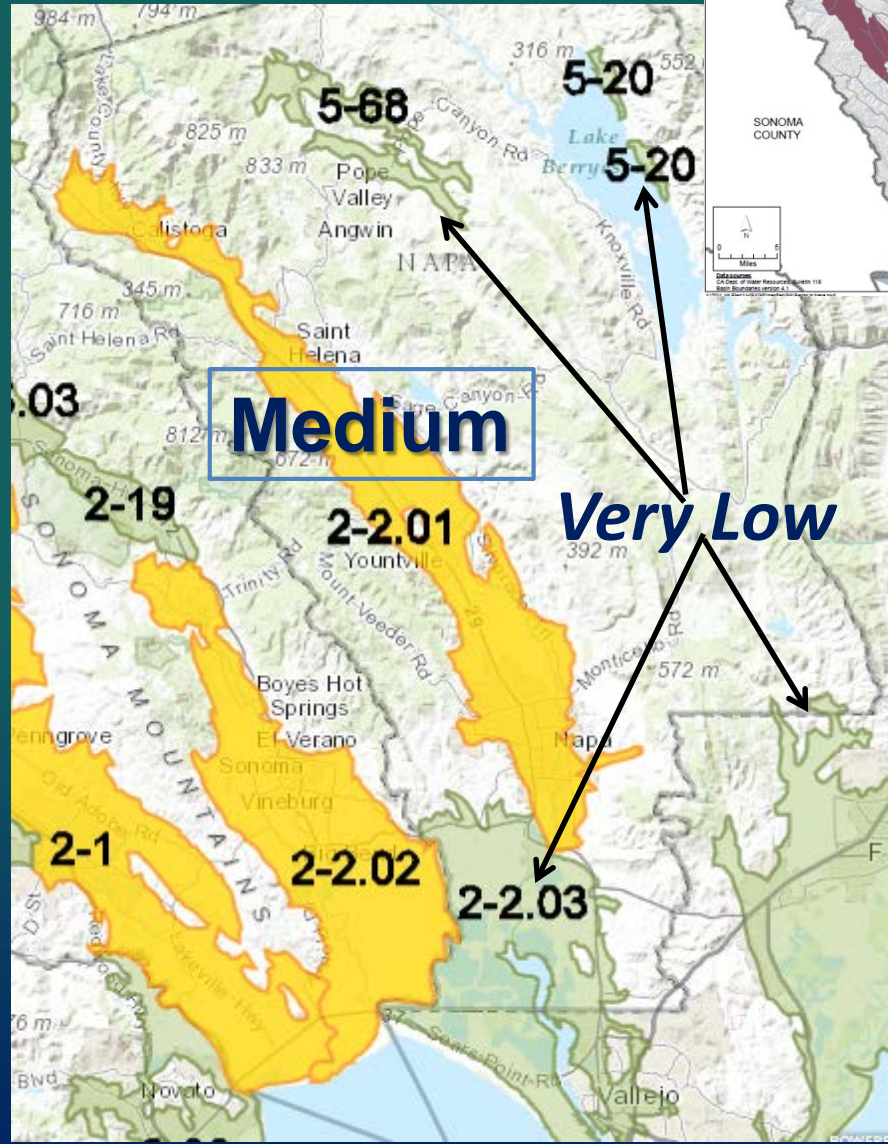 984 m
794 m
316 m
552
5-20
5-68
Canyon Rd
825 m
Lake
833 m
Pope
Valley
5-20
Lake County
Calistoga
Angwin
NAPA
Knoxville Rd
345 m
716 m
Saint Helena Rd
Saint
Helena
.03
Sage Canyon Rd
Medium
812 m
672 m
2-19
Very Low
2-2.01
Trinity Rd
Yountville
392 m
SONOMA MOUNTAINS
Mount Veeder Rd
29
572 m
Boyes Hot
Springs
Penngrove
El Verano
Napa
Sonoma
Vineburg
Old Adobe Rd
2-1
2-2.02
F
2-2.03
D St
Lakeville Hwy
76 m
37
Sears Point Rd
Blvd
Novato
Vallejo
SONOMA
COUNTY
N
0 5
Miles
Data sources
CA Dept. of Water Resources, Bulletin 118
Basin Boundaries version 4.1